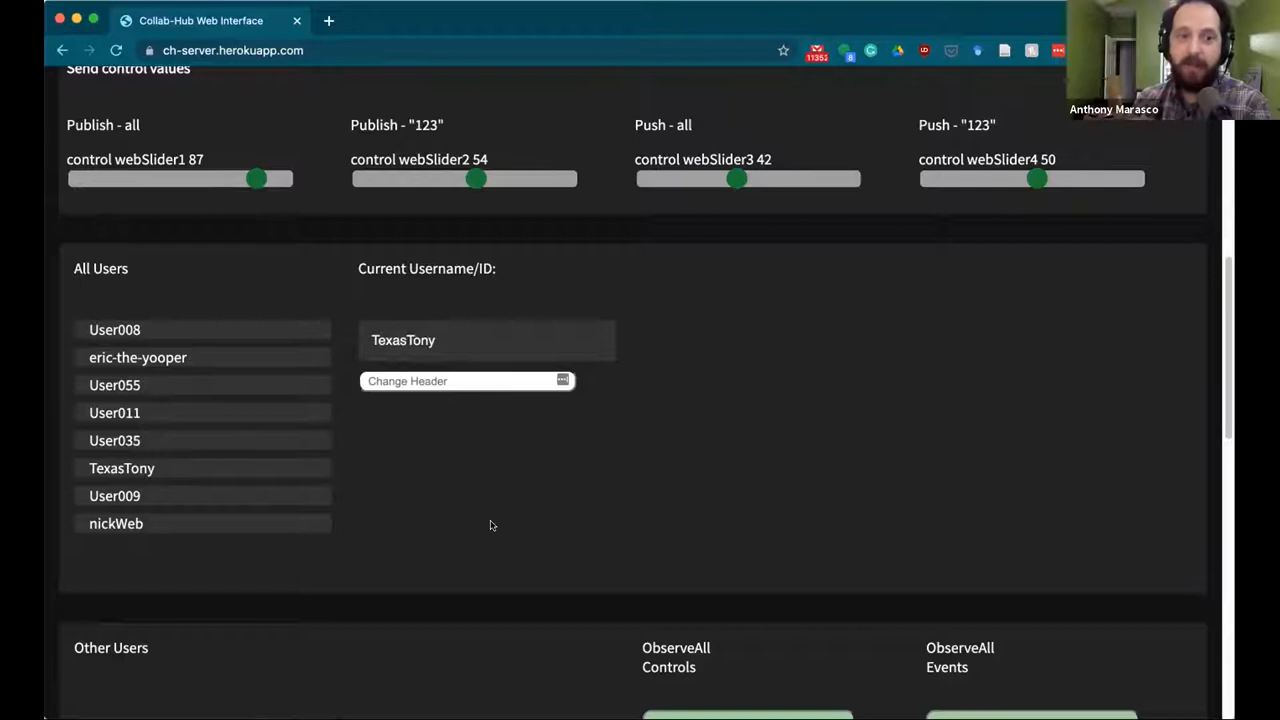 Collab-Hub Web Interface
ch-server.herokuapp.com
11352
8
Anthony Marasco
Send control values
Publish - all
Publish - "123"
Push - all
Push - "123"
control webSlider1 87
control webSlider2 54
control webSlider3 42
control webSlider4 50
All Users
Current Username/ID:
User008
eric-the-yooper
User055
User011
User035
TexasTony
User009
nickWeb
TexasTony
Change Header
Other Users
ObserveAll
Controls
ObserveAll
Events